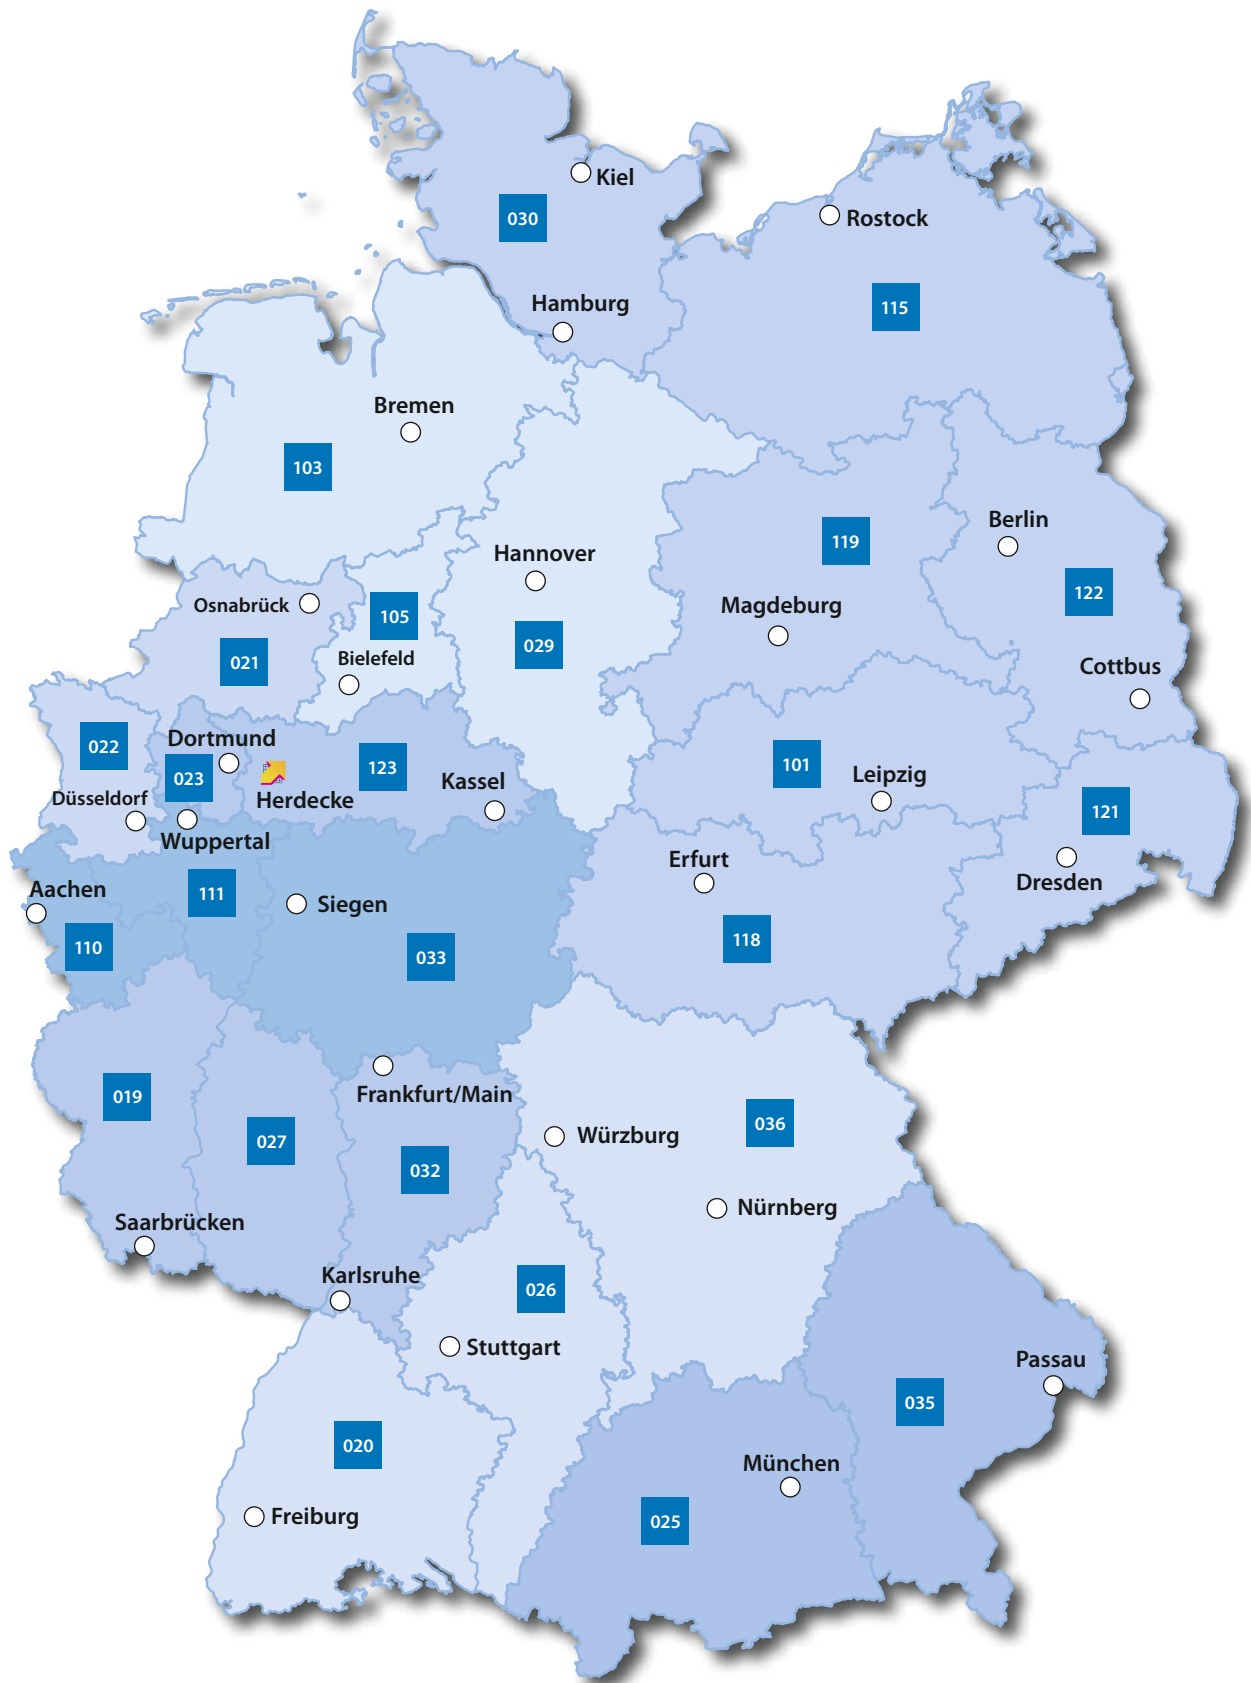 Kiel
030
Rostock
Hamburg
115
Bremen
103
Berlin
119
Hannover
122
Osnabrück
105
Magdeburg
029
021
Bielefeld
Cottbus
022
Dortmund
123
101
023
Kassel
Leipzig
Düsseldorf
Herdecke
121
Wuppertal
Erfurt
Aachen
111
Siegen
Dresden
110
033
118
019
Frankfurt/Main
036
027
Würzburg
032
Saarbrücken
Nürnberg
Karlsruhe
026
Stuttgart
Passau
035
020
München
Freiburg
025